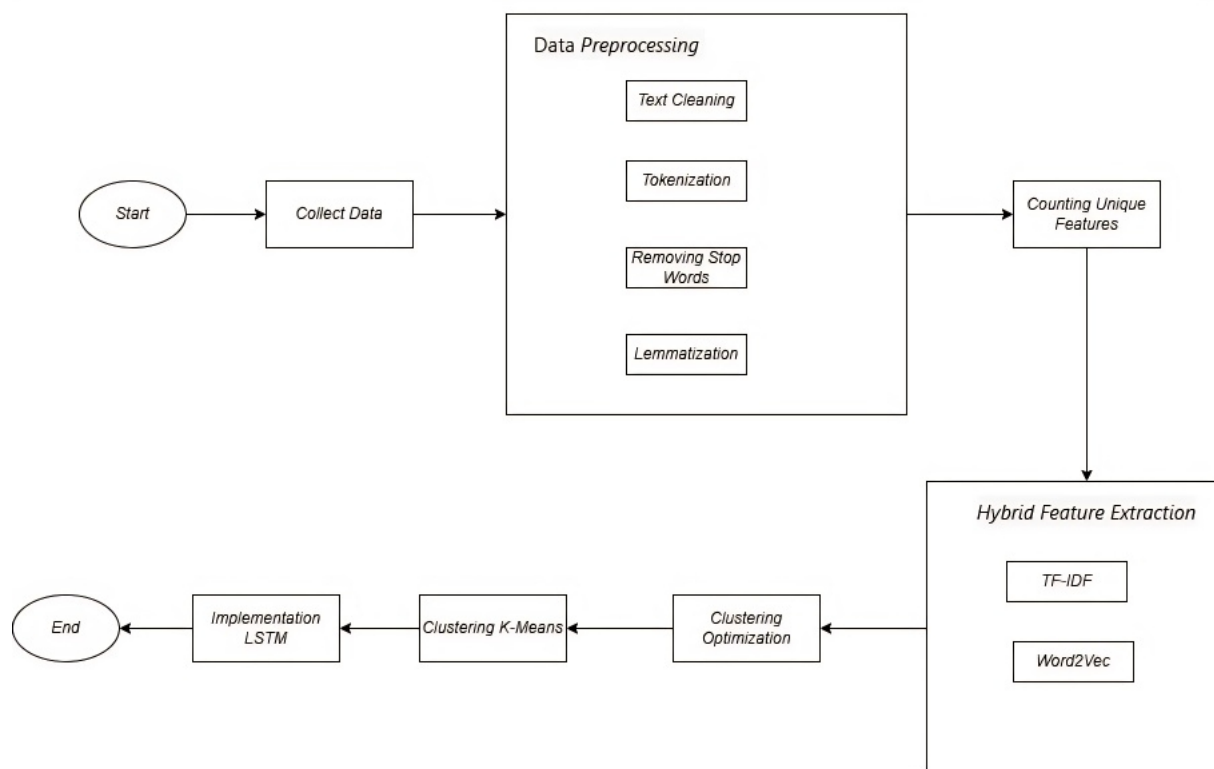 Data Preprocessing
Text Cleaning
Tokenization
Removing Stop
Words
Lemmatization
Start
Collect Data
Counting Unique
Features
Hybrid Feature Extraction
TF-IDF
Word2Vec
Clustering
Optimization
Clustering K-Means
Implementation
LSTM
End